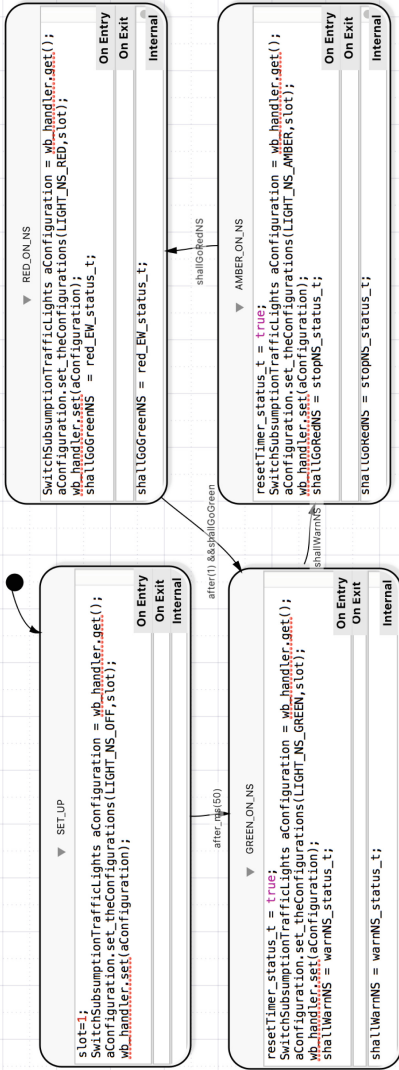 SET_UP
slot=1;
SwitchSubsumptionTrafficLights aConfiguration = wb_handler.get();
aConfiguration.set_theConfigurations(LIGHT_NS_OFF,slot);
wb_handler.set(aConfiguration);
On Entry
On Exit
Internal
RED_ON_NS
SwitchSubsumptionTrafficLights aConfiguration = wb_handler.get();
aConfiguration.set_theConfigurations(LIGHT_NS_RED,slot);
wb_handler.set(aConfiguration);
shallGoGreenNS = red_EW_status_t;
On Entry
On Exit
shallGoGreenNS = red_EW_status_t;
Internal
after_ms(50)
after(1) &&shallGoGreen
shallGoRedNS
GREEN_ON_NS
resetTimer_status_t = true;
SwitchSubsumptionTrafficLights aConfiguration = wb_handler.get();
aConfiguration.set_theConfigurations(LIGHT_NS_GREEN,slot);
wb_handler.set(aConfiguration);
shallWarnNS = warnNS_status_t;
On Entry
On Exit
shallWarnNS = warnNS_status_t;
Internal
shallWarnNS
AMBER_ON_NS
resetTimer_status_t = true;
SwitchSubsumptionTrafficLights aConfiguration = wb_handler.get();
aConfiguration.set_theConfigurations(LIGHT_NS_AMBER,slot);
wb_handler.set(aConfiguration);
shallGoRedNS = stopNS_status_t;
On Entry
On Exit
shallGoRedNS = stopNS_status_t;
Internal